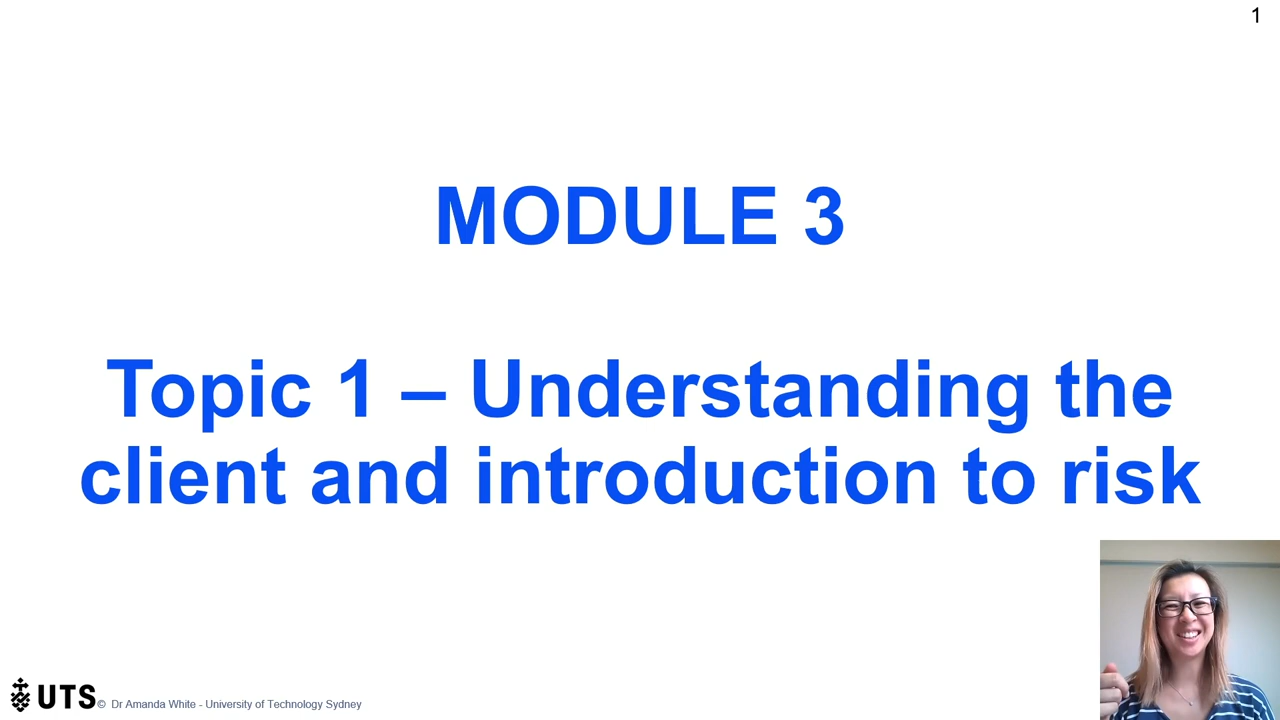 1
MODULE 3
Topic 1 – Understanding the
client and introduction to risk
UTS © Dr Amanda White - University of Technology Sydney